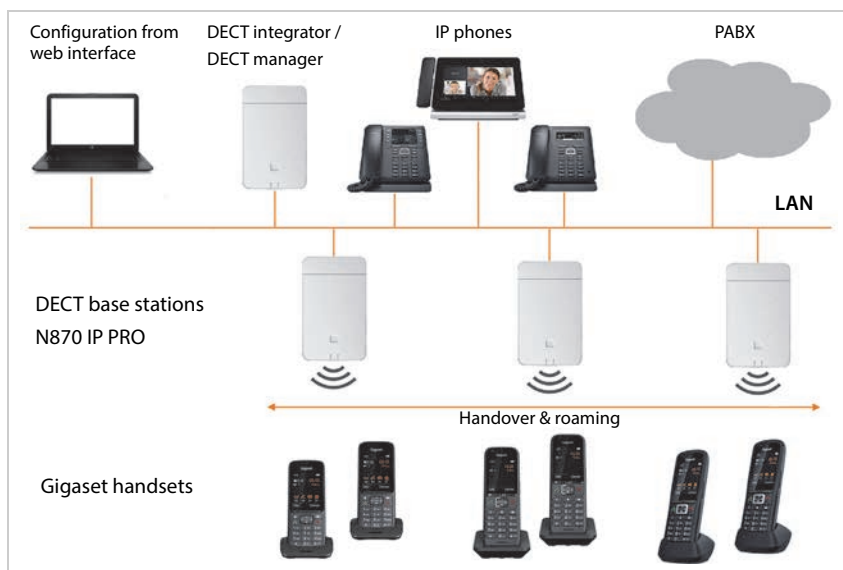 Configuration from
web interface
DECT integrator /
DECT manager
IP phones
PABX
LAN
DECT base stations
N870 IP PRO
Handover & roaming
Gigaset handsets